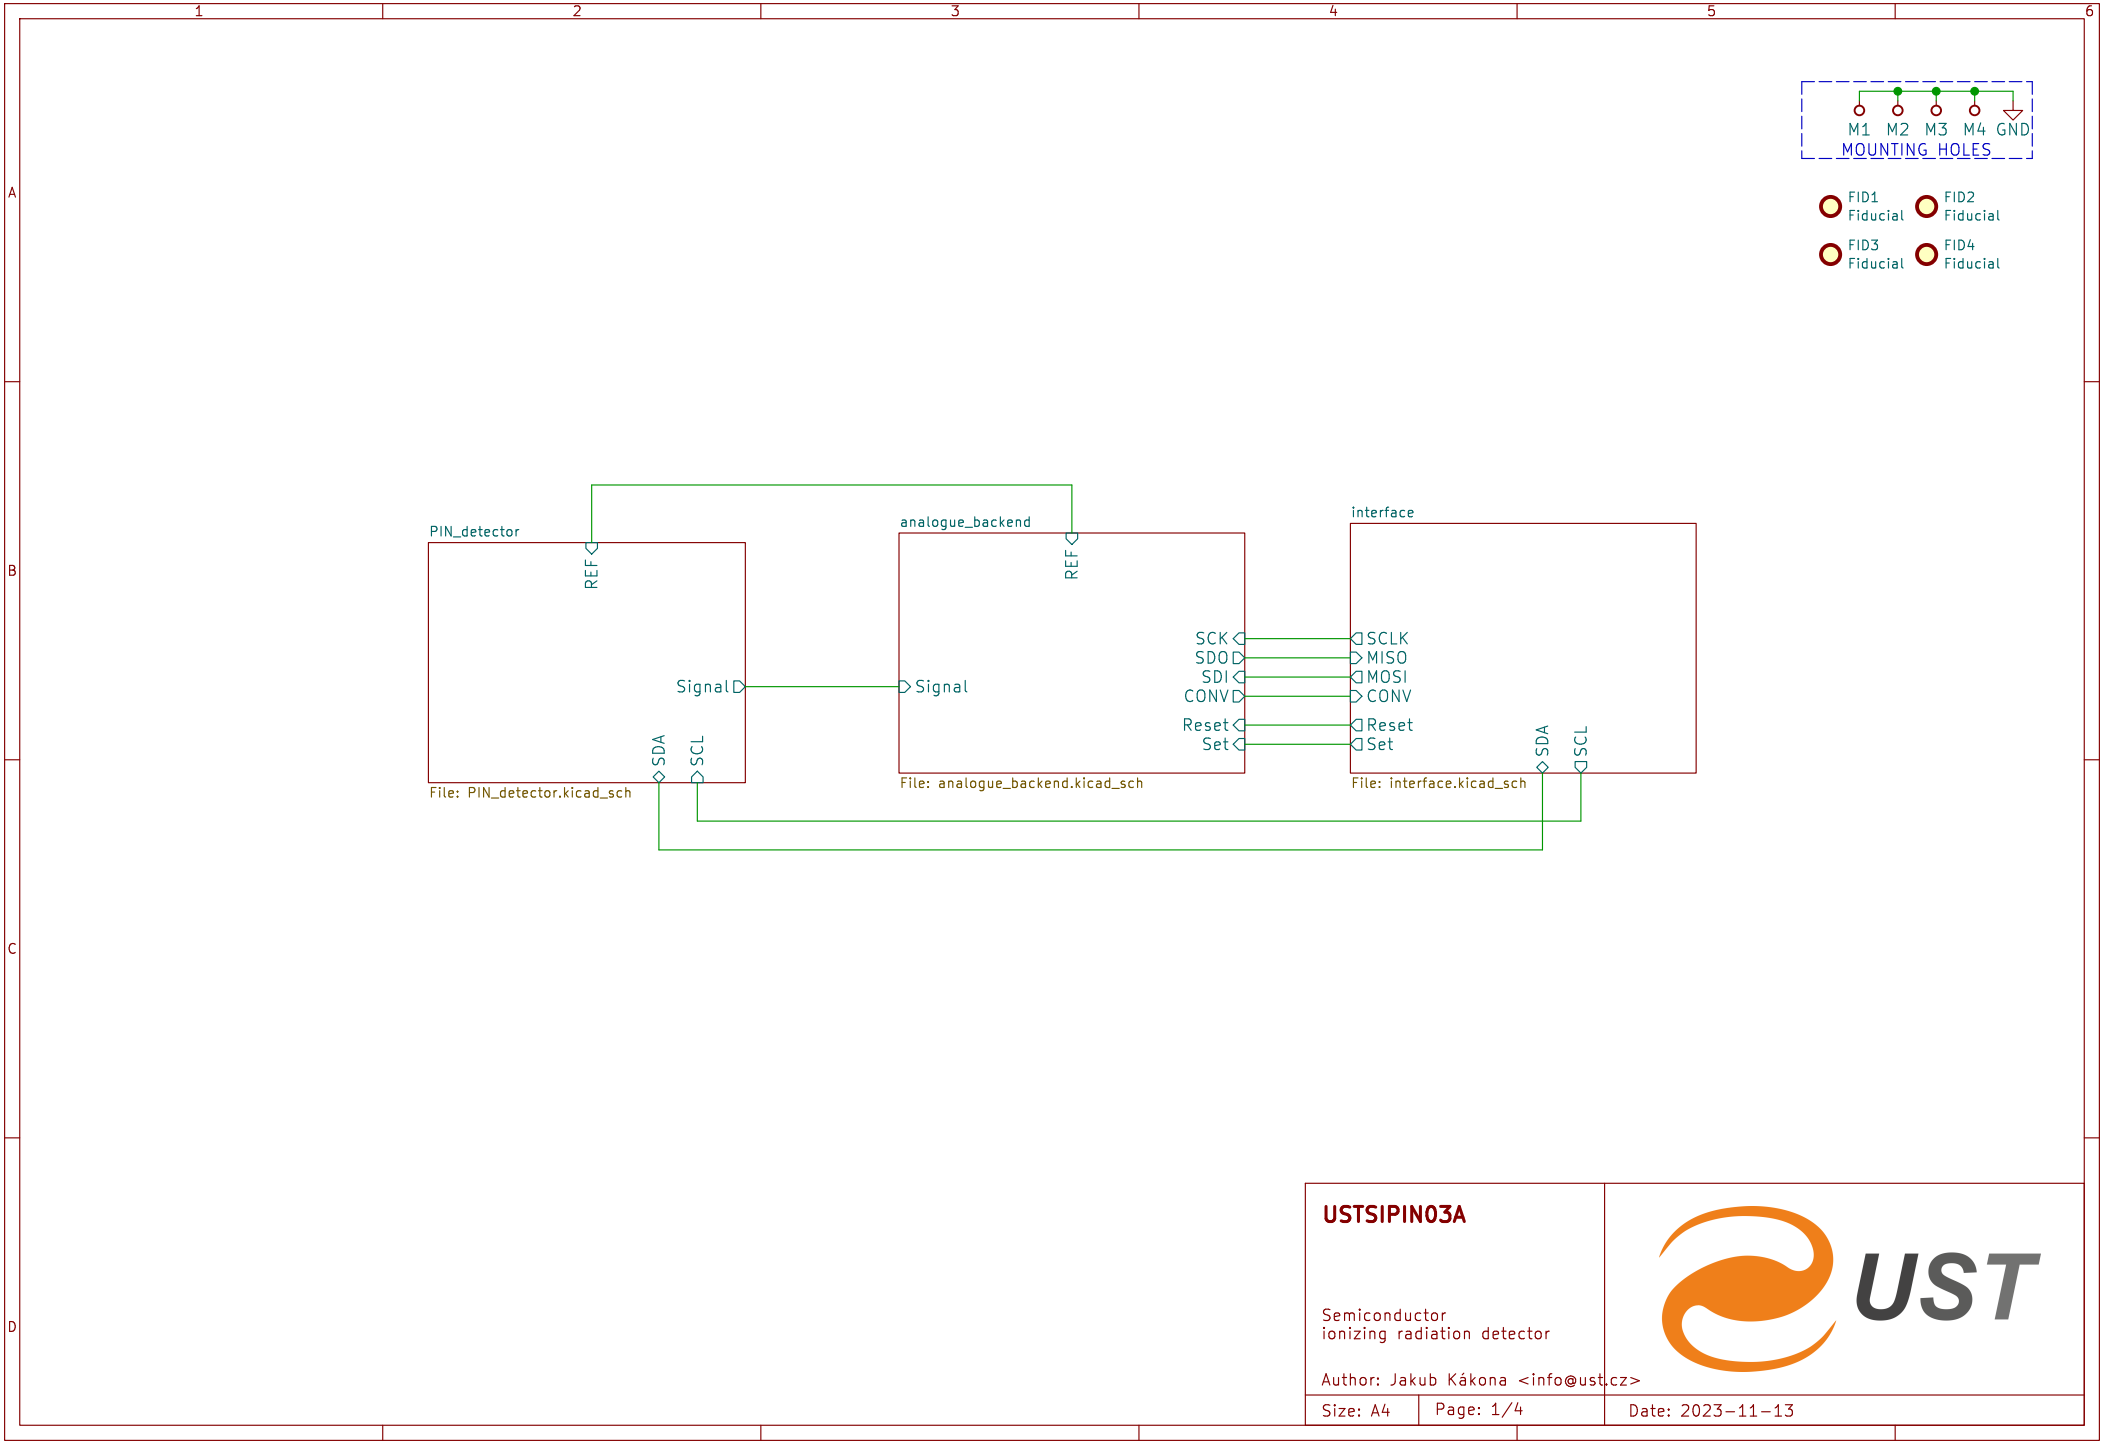 1 2 3 4 5 6
A
B
C
D
M1 M2 M3 M4 GND
MOUNTING HOLES
FID1
Fiducial
FID2
Fiducial
FID3
Fiducial
FID4
Fiducial
PIN_detector
REF
Signal
SDA
SCL
File: PIN_detector.kicad_sch
analogue_backend
REF
Signal
SCK
SDO
SDI
CONV
Reset
Set
File: analogue_backend.kicad_sch
interface
SCLK
MISO
MOSI
CONV
Reset
Set
SDA
SCL
File: interface.kicad_sch
USTSIPIN03A
Semiconductor
ionizing radiation detector
Author: Jakub Kákona <info@ust.cz>
Size: A4
Page: 1/4
Date: 2023-11-13
UST